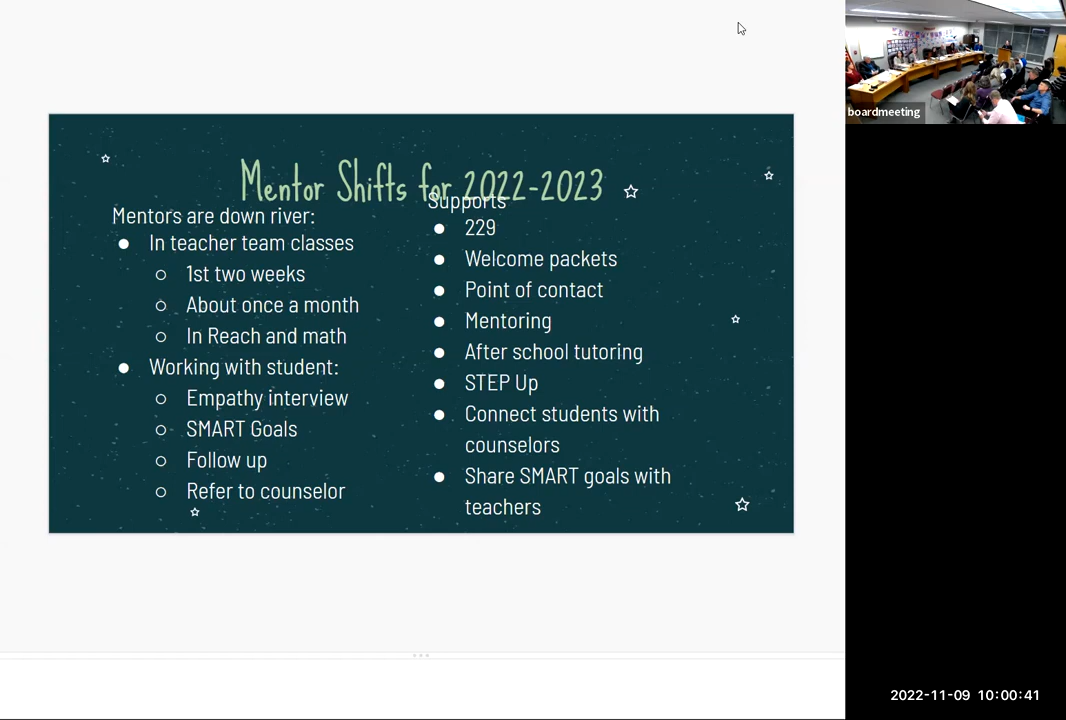 Mentor Shifts for 2022-2023
Mentors are down river:
● In teacher team classes
○ 1st two weeks
○ About once a month
○ In Reach and math
● Working with student:
○ Empathy interview
○ SMART Goals
○ Follow up
○ Refer to counselor
Supports
● 229
● Welcome packets
● Point of contact
● Mentoring
● After school tutoring
● STEP Up
● Connect students with
counselors
● Share SMART goals with
teachers
boardmeeting
2022-11-09 10:00:41